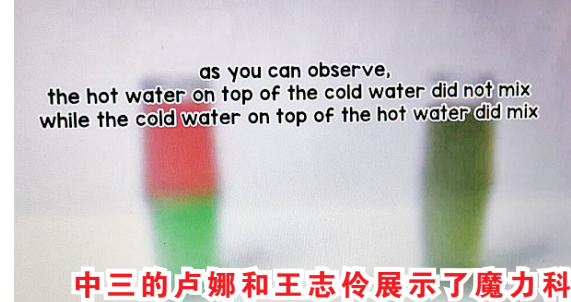 as you can observe,
the hot water on top of the cold water did not mix
while the cold water on top of the hot water did mix
中三的卢娜和王志伶展示了魔力科